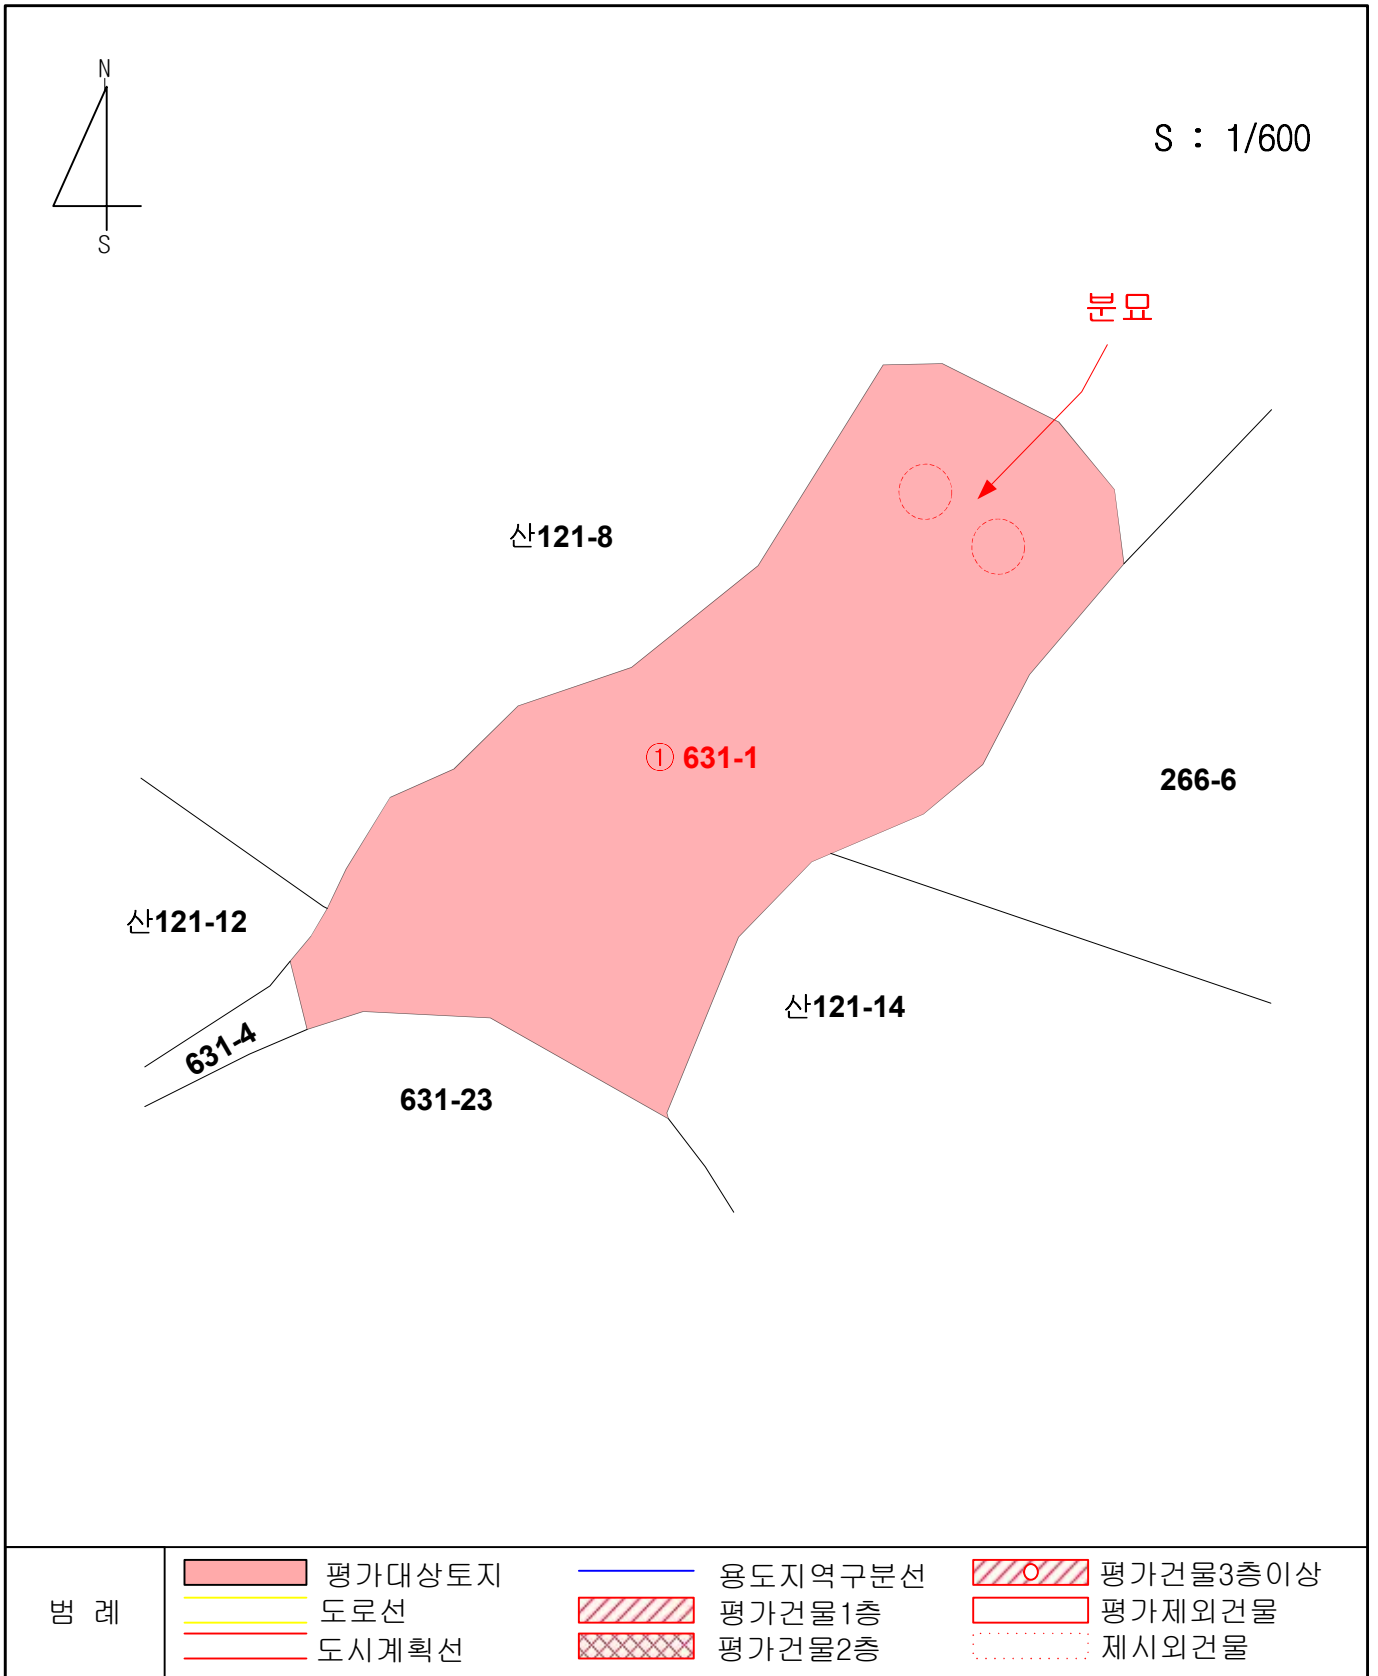 N
S
S : 1/600
분묘
산121-8
① 631-1
266-6
산121-12
산121-14
631-4
631-23
범 례
평가대상토지
도로선
도시계획선
용도지역구분선
평가건물1층
평가건물2층
평가건물3층이상
평가제외건물
제시외건물